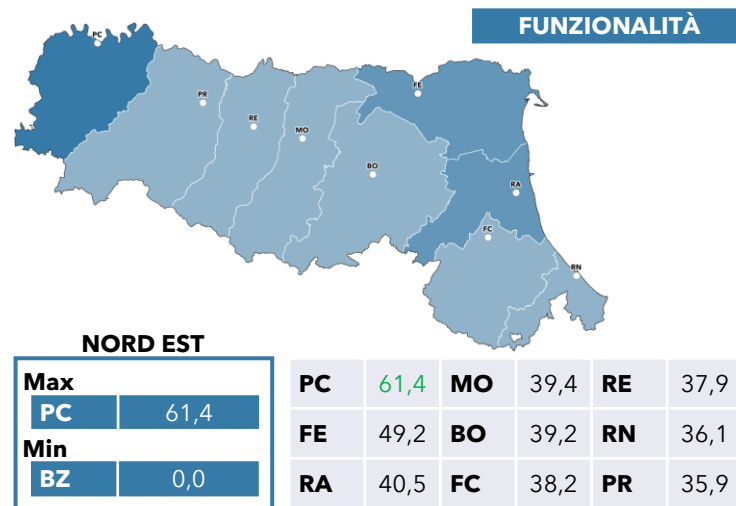 FUNZIONALITÀ
PC
PR
RE
MO
BO
FE
RA
FC
RN
NORD EST
Max
PC 61,4
Min
BZ 0,0
PC 61,4 MO 39,4 RE 37,9
FE 49,2 BO 39,2 RN 36,1
RA 40,5 FC 38,2 PR 35,9